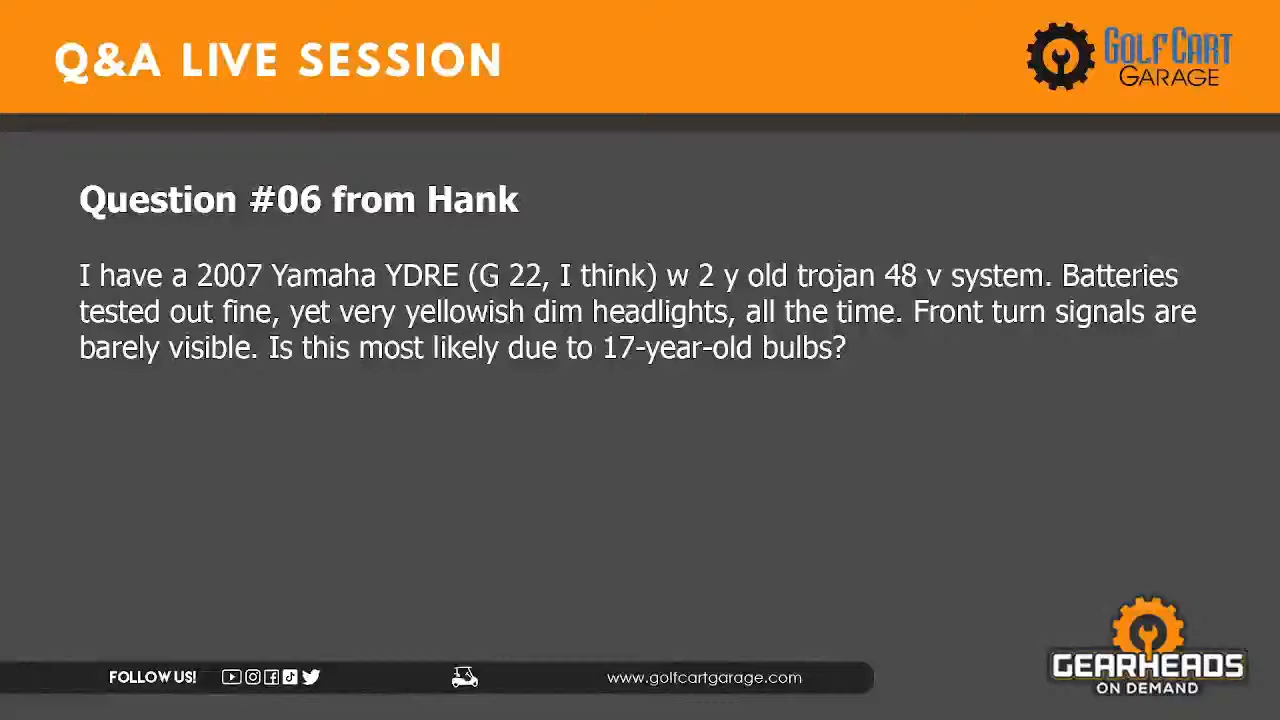 Q&A LIVE SESSION
GOLF CART
GARAGE
Question #06 from Hank
I have a 2007 Yamaha YDRE (G 22, I think) w 2 y old trojan 48 v system. Batteries
tested out fine, yet very yellowish dim headlights, all the time. Front turn signals are
barely visible. Is this most likely due to 17-year-old bulbs?
FOLLOW US!
www.golfcartgarage.com
GEARHEADS
ON DEMAND